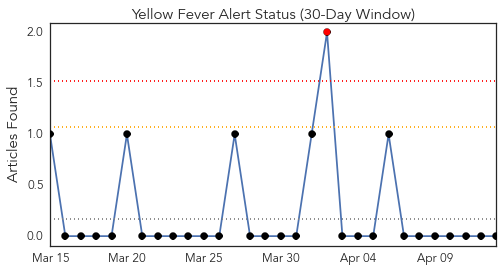 Yellow Fever Alert Status (30-Day Window)
Articles Found
2.0
1.5
1.0
0.5
0.0
Mar 15 Mar 20 Mar 25 Mar 30 Apr 04 Apr 09